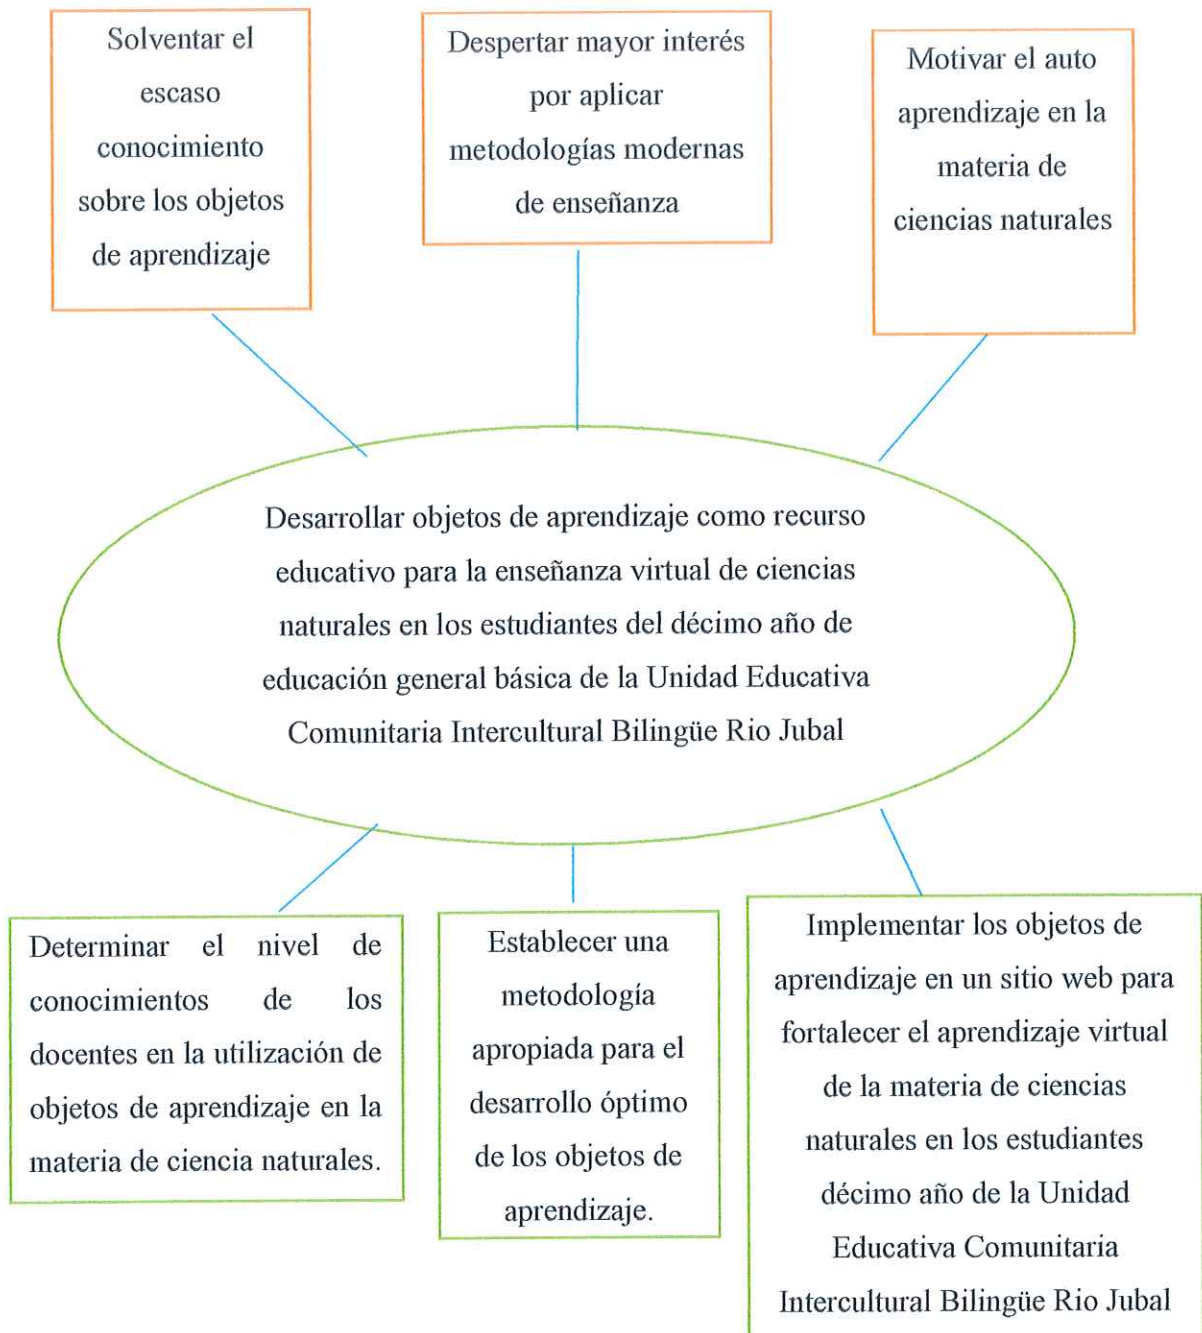 Solventar el
escaso
conocimiento
sobre los objetos
de aprendizaje
Despertar mayor interés
por aplicar
metodologías modernas
de enseñanza
Motivar el auto
aprendizaje en la
materia de
ciencias naturales
Desarrollar objetos de aprendizaje como recurso
educativo para la enseñanza virtual de ciencias
naturales en los estudiantes del décimo año de
educación general básica de la Unidad Educativa
Comunitaria Intercultural Bilingüe Rio Jubal
Determinar el nivel de
conocimientos de los
docentes en la utilización de
objetos de aprendizaje en la
materia de ciencia naturales.
Establecer una
metodología
apropiada para el
desarrollo óptimo
de los objetos de
aprendizaje.
Implementar los objetos de
aprendizaje en un sitio web para
fortalecer el aprendizaje virtual
de la materia de ciencias
naturales en los estudiantes
décimo año de la Unidad
Educativa Comunitaria
Intercultural Bilingüe Rio Jubal